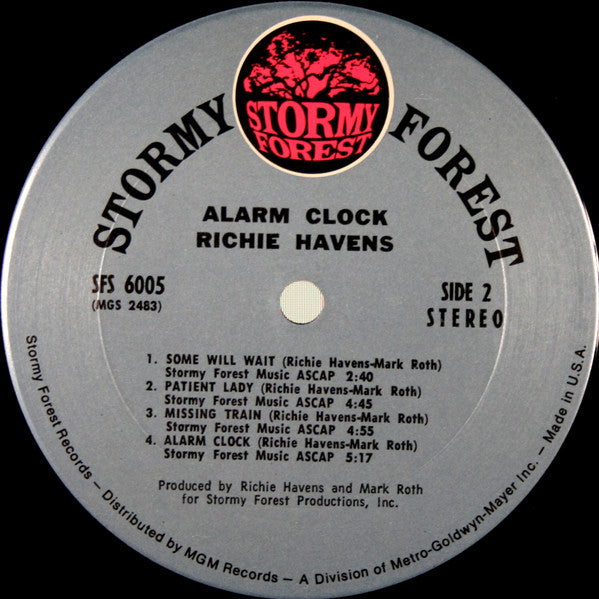 STORMY FOREST
STORMY
FOREST
ALARM CLOCK
RICHIE HAVENS
SFS 6005
(MGS 2483)
SIDE 2
STEREO
1. SOME WILL WAIT (Richie Havens-Mark Roth)
Stormy Forest Music ASCAP 2:40
2. PATIENT LADY (Richie Havens-Mark Roth)
Stormy Forest Music ASCAP 4:45
3. MISSING TRAIN (Richie Havens-Mark Roth)
Stormy Forest Music ASCAP 4:55
4. ALARM CLOCK (Richie Havens-Mark Roth)
Stormy Forest Music ASCAP 5:17
Produced by Richie Havens and Mark Roth
for Stormy Forest Productions, Inc.
Stormy Forest Records – Distributed by MGM Records – A Division of Metro-Goldwyn-Mayer Inc. – Made in U.S.A.